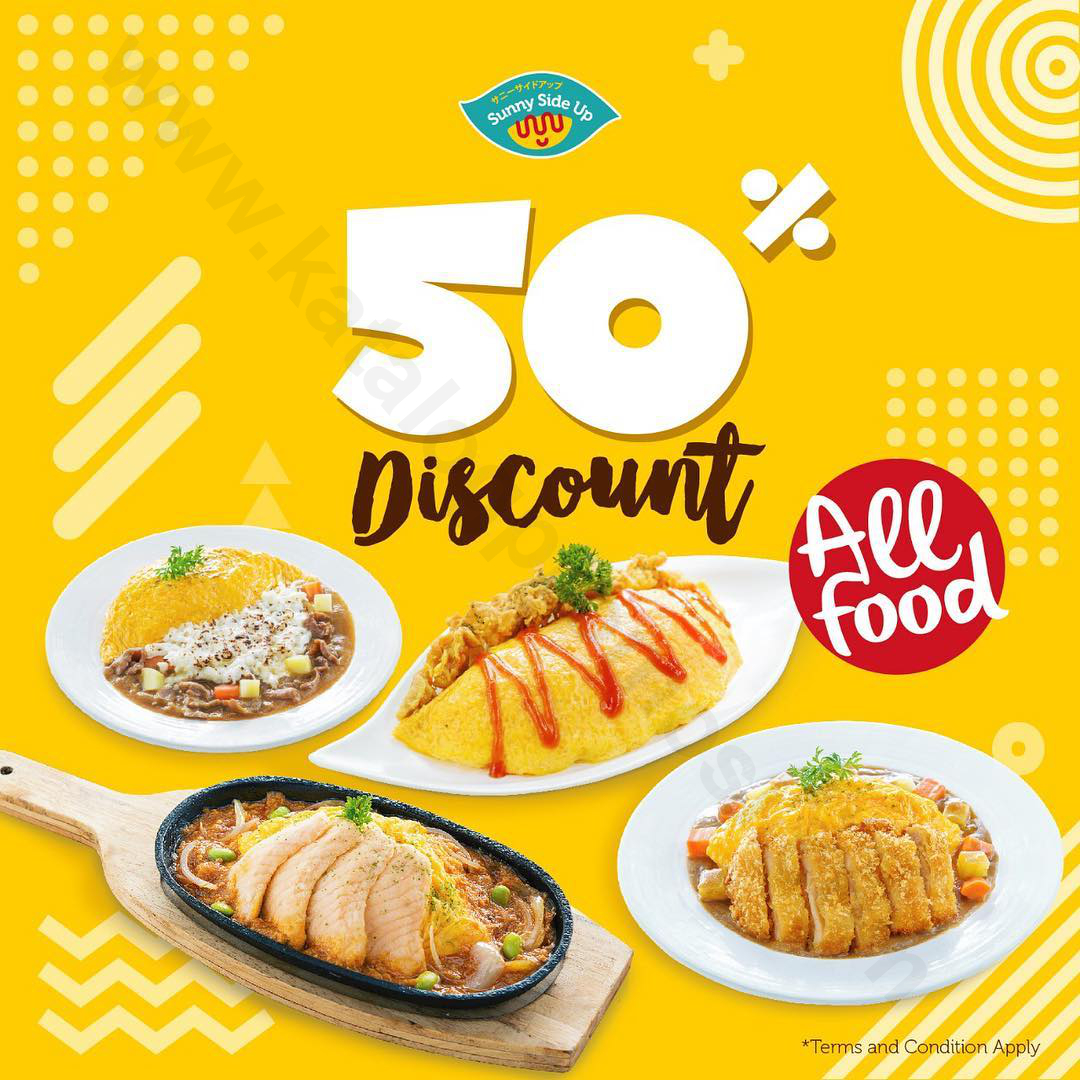 サニーサイドアップ
Sunny Side Up
50%
Discount
All
food
*Terms and Condition Apply